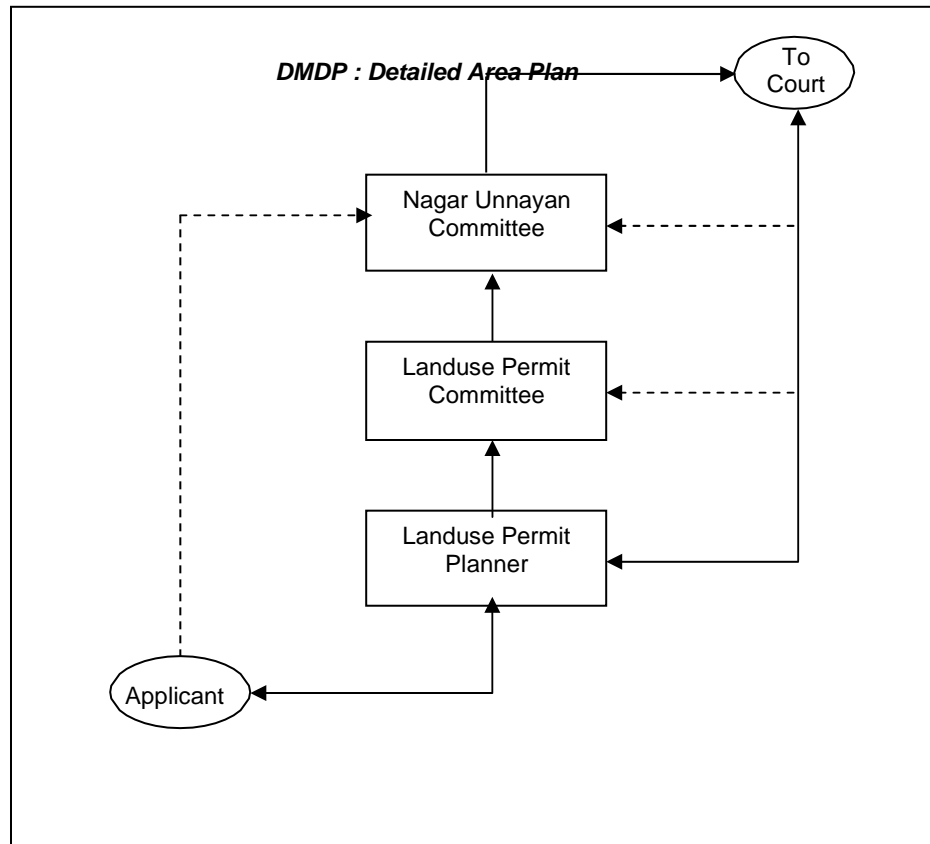 DMDP : Detailed Area Plan
To
Court
Nagar Unnayan
Committee
Landuse Permit
Committee
Landuse Permit
Planner
Applicant